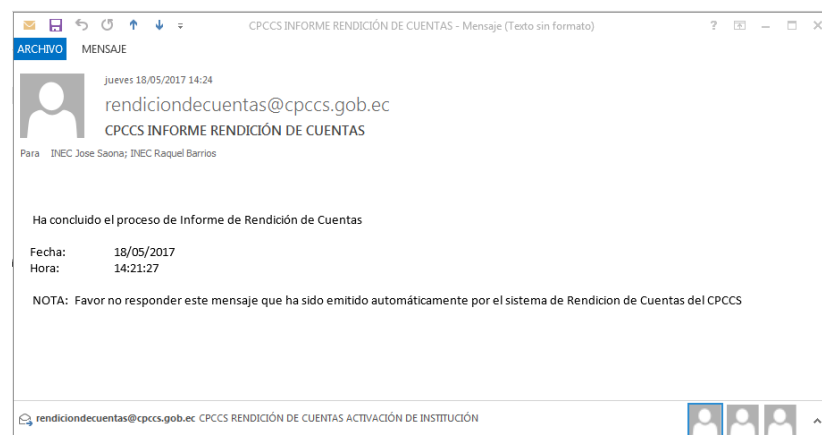 CPCCS INFORME RENDICIÓN DE CUENTAS - Mensaje (Texto sin formato)
ARCHIVO MENSAJE
jueves 18/05/2017 14:24
rendiciondecuentas@cpccs.gob.ec
CPCCS INFORME RENDICIÓN DE CUENTAS
Para INEC Jose Saona; INEC Raquel Barrios
Ha concluido el proceso de Informe de Rendición de Cuentas
Fecha: 18/05/2017
Hora: 14:21:27
NOTA: Favor no responder este mensaje que ha sido emitido automáticamente por el sistema de Rendicion de Cuentas del CPCCS
rendiciondecuentas@cpccs.gob.ec CPCCS RENDICIÓN DE CUENTAS ACTIVACIÓN DE INSTITUCIÓN